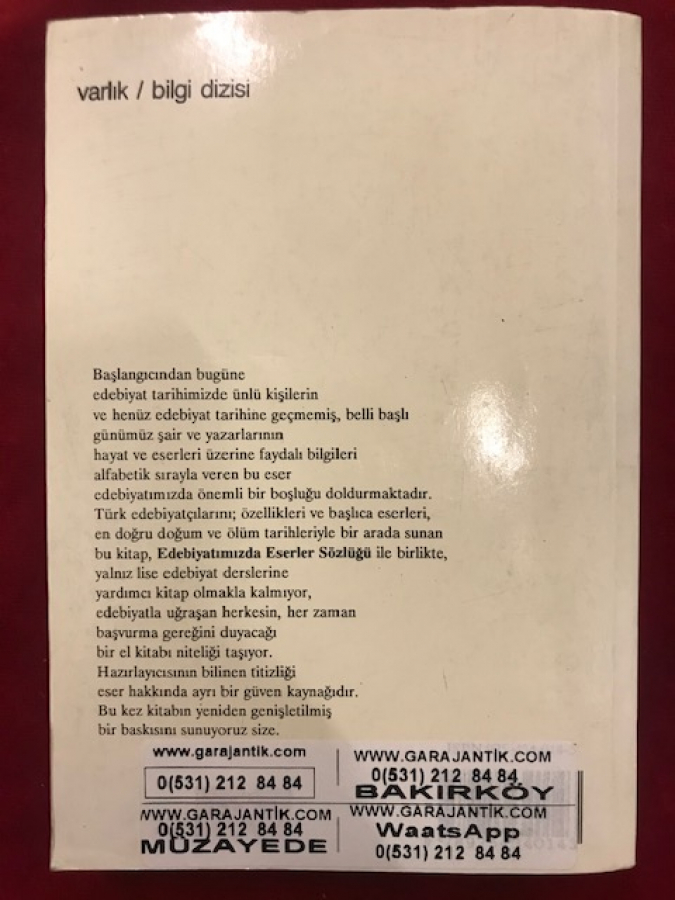 varlık / bilgi dizisi
Başlangıcından bugüne
edebiyat tarihimizde ünlü kişilerin
ve henüz edebiyat tarihine geçmemiş, belli başlı
günümüz şair ve yazarlarının
hayat ve eserleri üzerine faydalı bilgileri
alfabetik sırayla veren bu eser
edebiyatımızda önemli bir boşluğu doldurmaktadır.
Türk edebiyatçılarını; özellikleri ve başlıca eserleri,
en doğru doğum ve ölüm tarihleriyle bir arada sunan
bu kitap, Edebiyatımızda Eserler Sözlüğü ile birlikte,
yalnız lise edebiyat derslerine
yardımcı kitap olmakla kalmıyor,
edebiyatla uğraşan herkesin, her zaman
başvurma gereğini duyacağı
bir el kitabı niteliği taşıyor.
Hazırlayıcısının bilinen titizliği
eser hakkında ayrı bir güven kaynağıdır.
Bu kez kitabın yeniden genişletilmiş
bir baskısını sunuyoruz size.
www.garajantik.com
0(531) 212 84 84
WWW.GARAJANTİK.COM
0(531) 212 84 84
BAKIRKÖY
WWW.GARAJANTİK.COM
0(531) 212 84 84
MÜZAYEDE
WWW.GARAJANTİK.COM
WaatsApp
0(531) 212 84 84